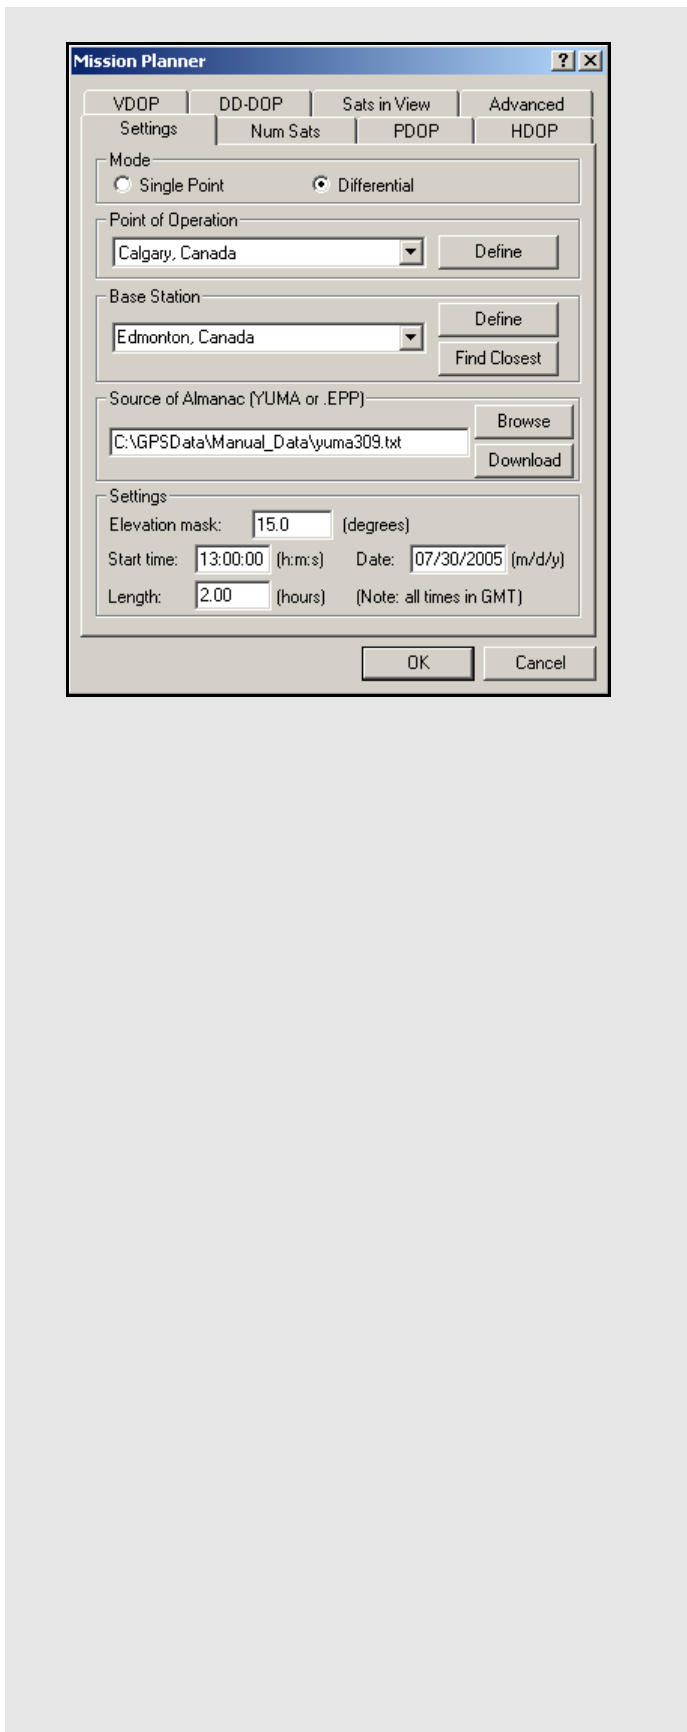 Mission Planner
VDOP DD-DOP Sats in View Advanced
Settings Num Sats PDOP HDOP
Mode
Single Point Differential
Point of Operation
Calgary, Canada Define
Base Station
Define
Edmonton, Canada
Find Closest
Source of Almanac (YUMA or .EPP)
Browse
C:\GPSData\Manual_Data\yuma309.txt
Download
Settings
Elevation mask: 15.0 (degrees)
Start time: 13:00:00 (h:m:s) Date: 07/30/2005 (m/d/y)
Length: 2.00 (hours) (Note: all times in GMT)
OK Cancel